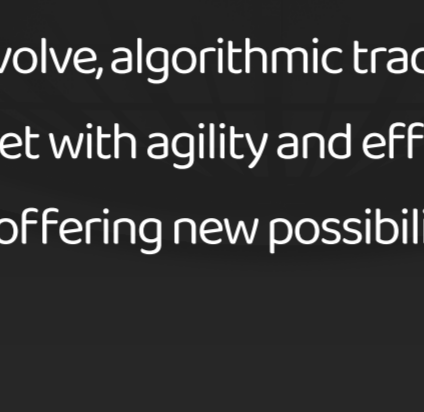 volve, algorithmic trad
et with agility and eff
offering new possibili